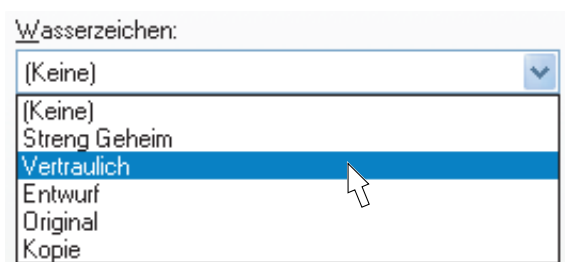 Wasserzeichen:
(Keine)
(Keine)
Streng Geheim
Vertraulich
Entwurf
Original
Kopie